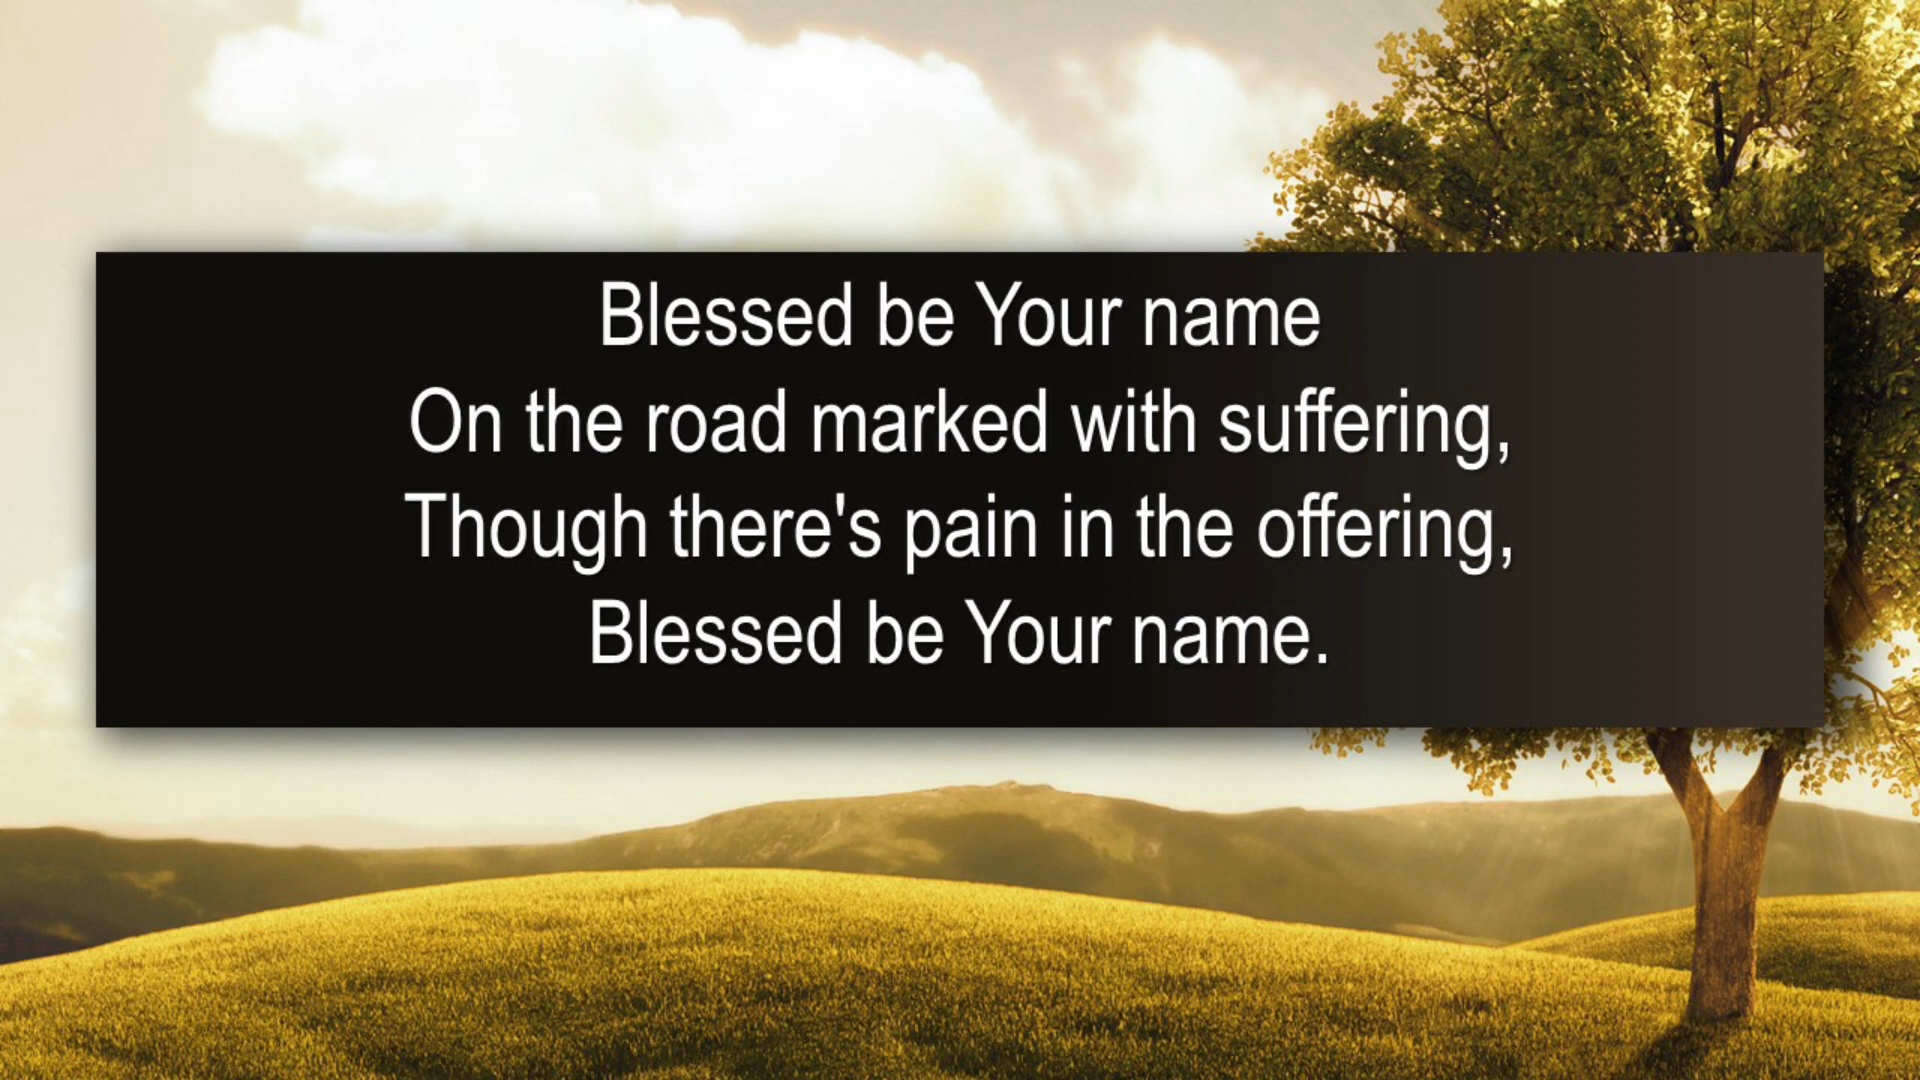 Blessed be Your name
On the road marked with suffering,
Though there's pain in the offering,
Blessed be Your name.